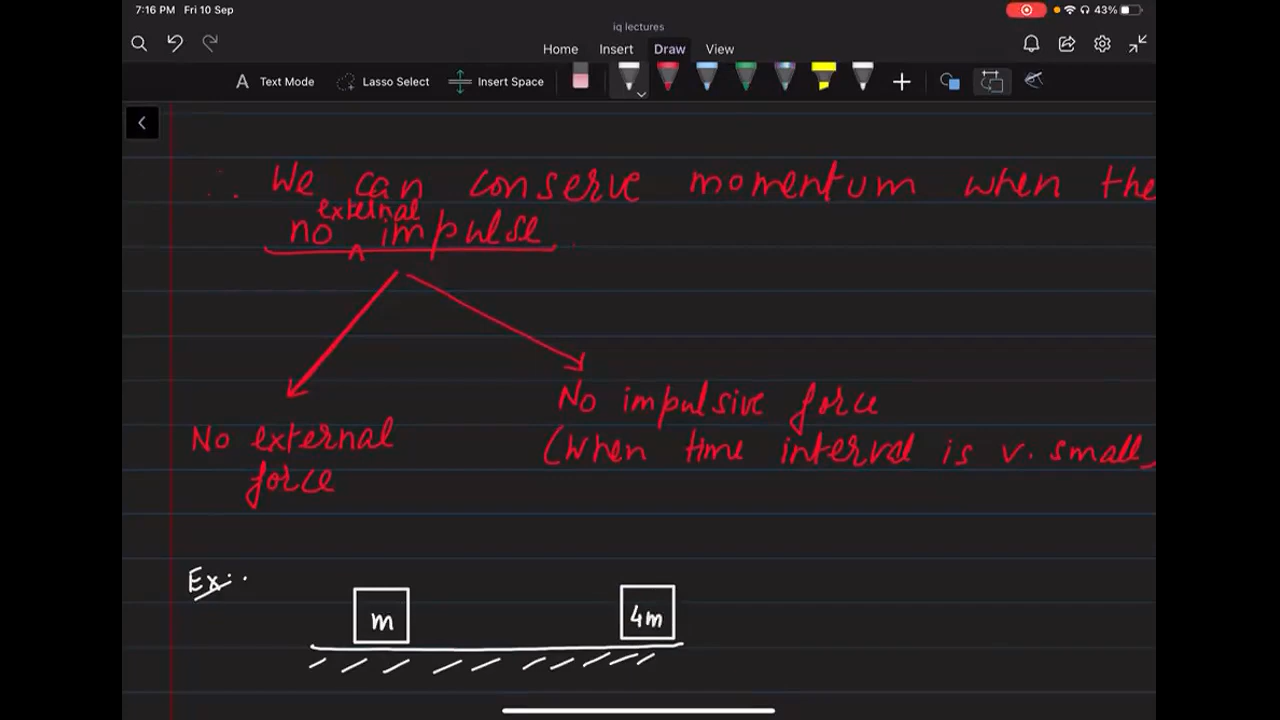 7:16 PM Fri 10 Sep
43%
iq lectures
Home Insert Draw View
Text Mode Lasso Select Insert Space
∴ We can conserve momentum when the
external
no ^ impulse
No impulsive force
(When time interval is v. small
No external
force
Ex:
m 4m